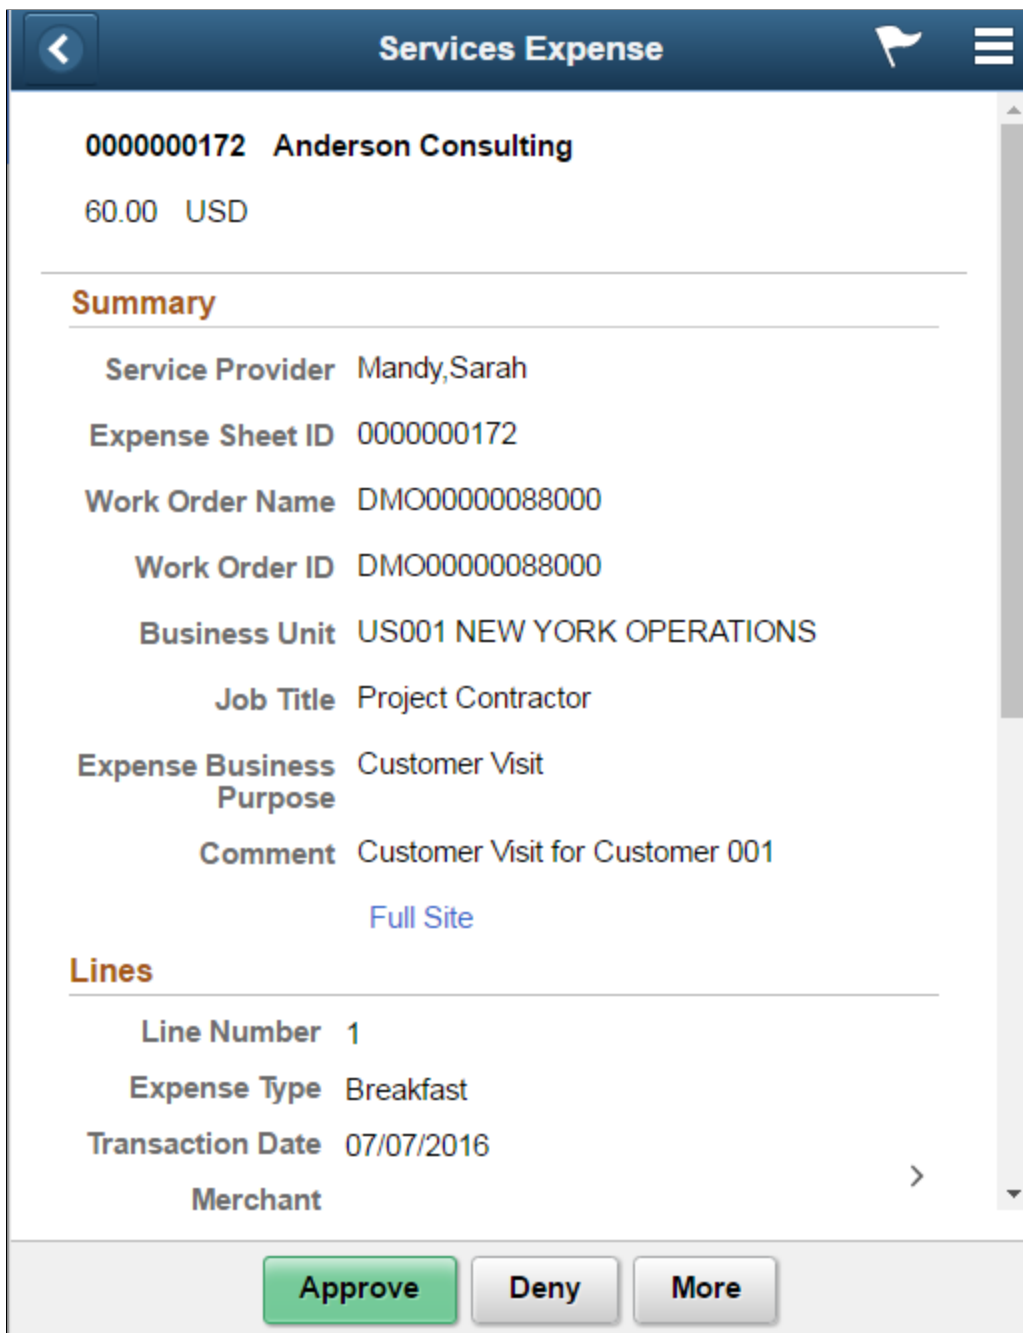 Services Expense
0000000172 Anderson Consulting
60.00 USD
Summary
Service Provider Mandy,Sarah
Expense Sheet ID 0000000172
Work Order Name DMO00000088000
Work Order ID DMO00000088000
Business Unit US001 NEW YORK OPERATIONS
Job Title Project Contractor
Expense Business Customer Visit
Purpose
Comment Customer Visit for Customer 001
Full Site
Lines
Line Number 1
Expense Type Breakfast
Transaction Date 07/07/2016
Merchant
Approve Deny More